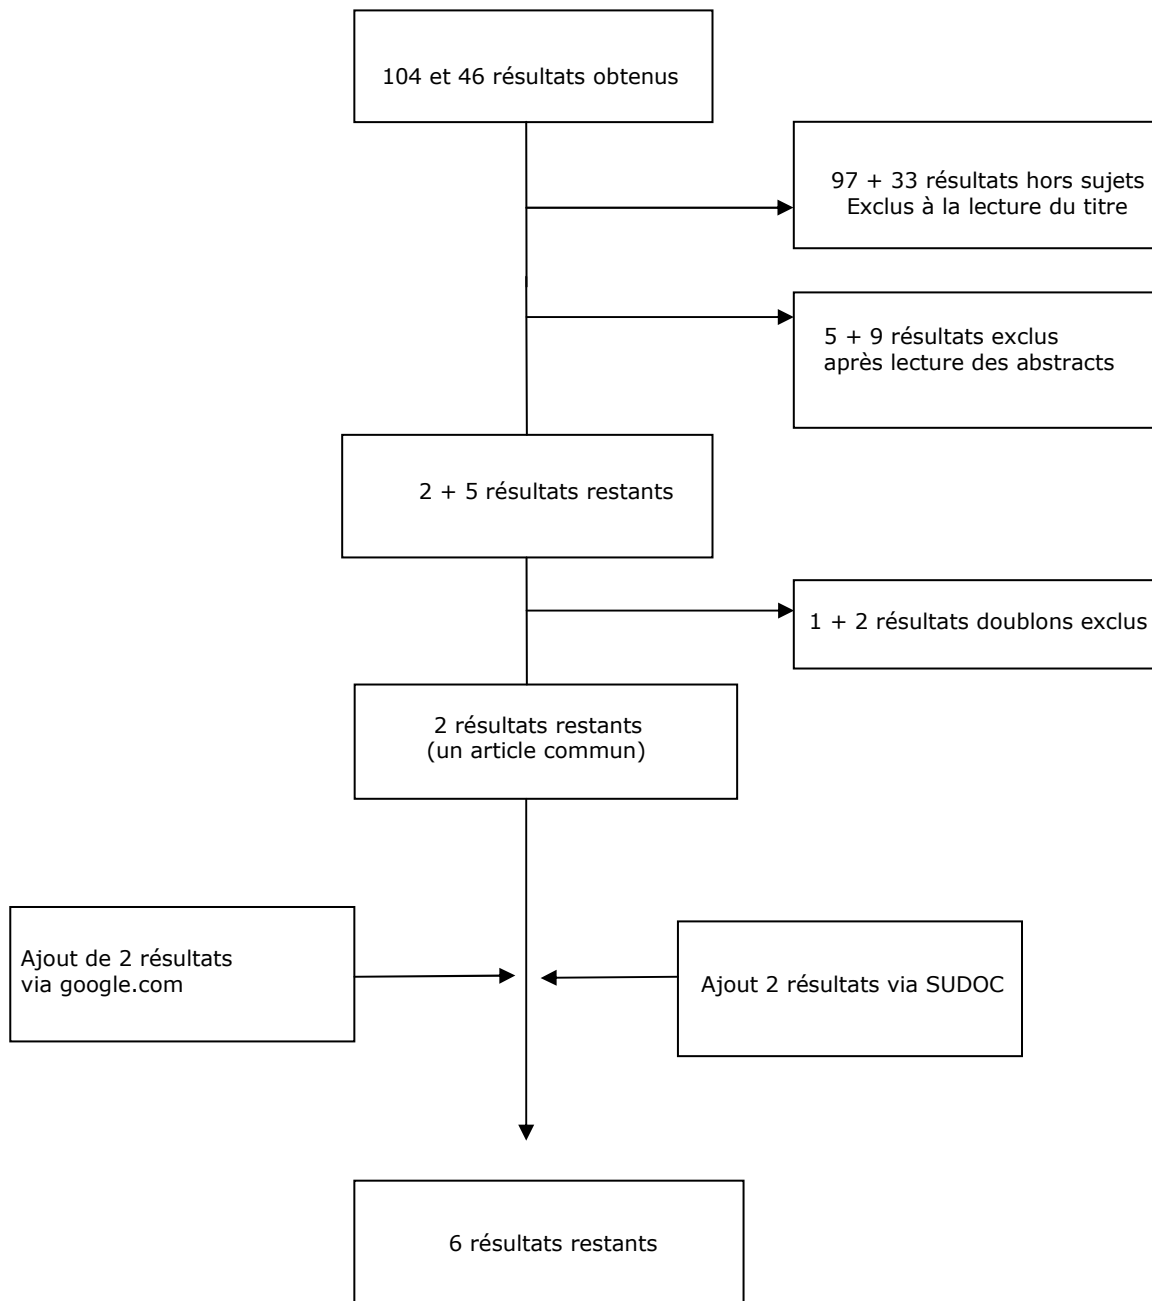 104 et 46 résultats obtenus
97 + 33 résultats hors sujets
Exclus à la lecture du titre
5 + 9 résultats exclus
après lecture des abstracts
2 + 5 résultats restants
1 + 2 résultats doublons exclus
2 résultats restants
(un article commun)
Ajout de 2 résultats
via google.com
Ajout 2 résultats via SUDOC
6 résultats restants